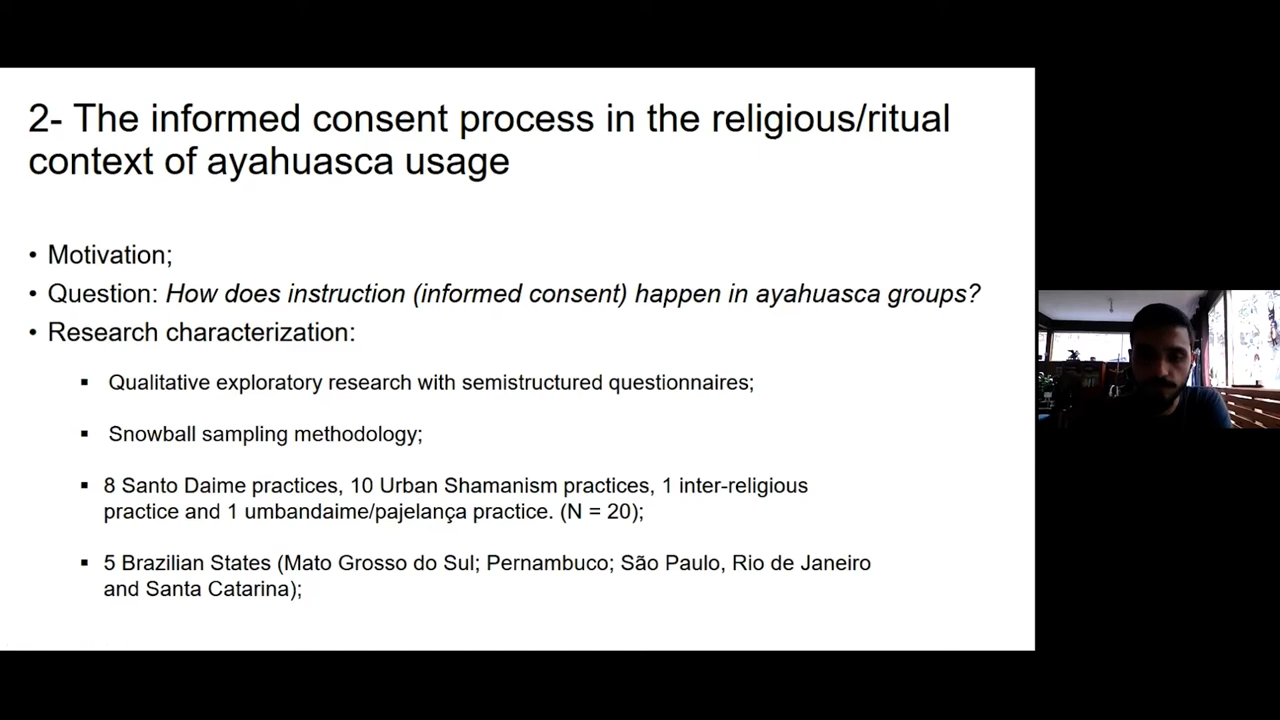 2- The informed consent process in the religious/ritual
context of ayahuasca usage
• Motivation;
• Question: How does instruction (informed consent) happen in ayahuasca groups?
• Research characterization:
▪ Qualitative exploratory research with semistructured questionnaires;
▪ Snowball sampling methodology;
▪ 8 Santo Daime practices, 10 Urban Shamanism practices, 1 inter-religious
practice and 1 umbandaime/pajelança practice. (N = 20);
▪ 5 Brazilian States (Mato Grosso do Sul; Pernambuco; São Paulo, Rio de Janeiro
and Santa Catarina);